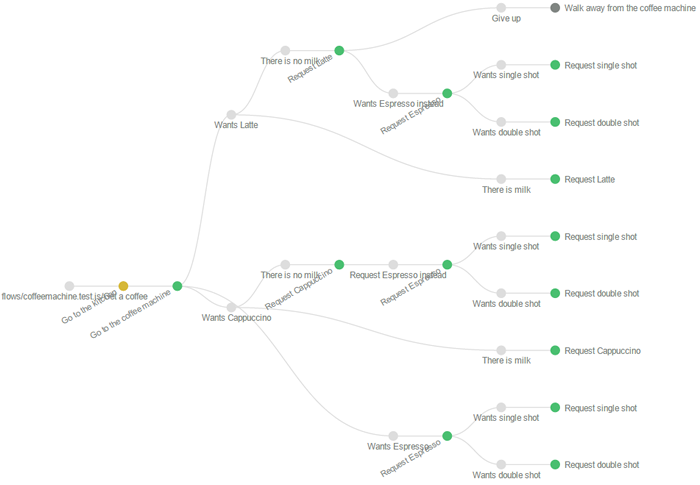 Walk away from the coffee machine
Give up
There is no milk
Request Latte
Wants single shot
Request single shot
Wants Espresso instead
Request Espresso
Wants Latte
Wants double shot
Request double shot
There is milk
Request Latte
Wants single shot
Request single shot
There is no milk
Request Cappuccino
Request Espresso instead
Request Espresso
flows/coffeemachine.test.js/Get a coffee
Go to the kitchen
Go to the coffee machine
Wants Cappuccino
Wants double shot
Request double shot
There is milk
Request Cappuccino
Wants single shot
Request single shot
Wants Espresso
Request Espresso
Wants double shot
Request double shot